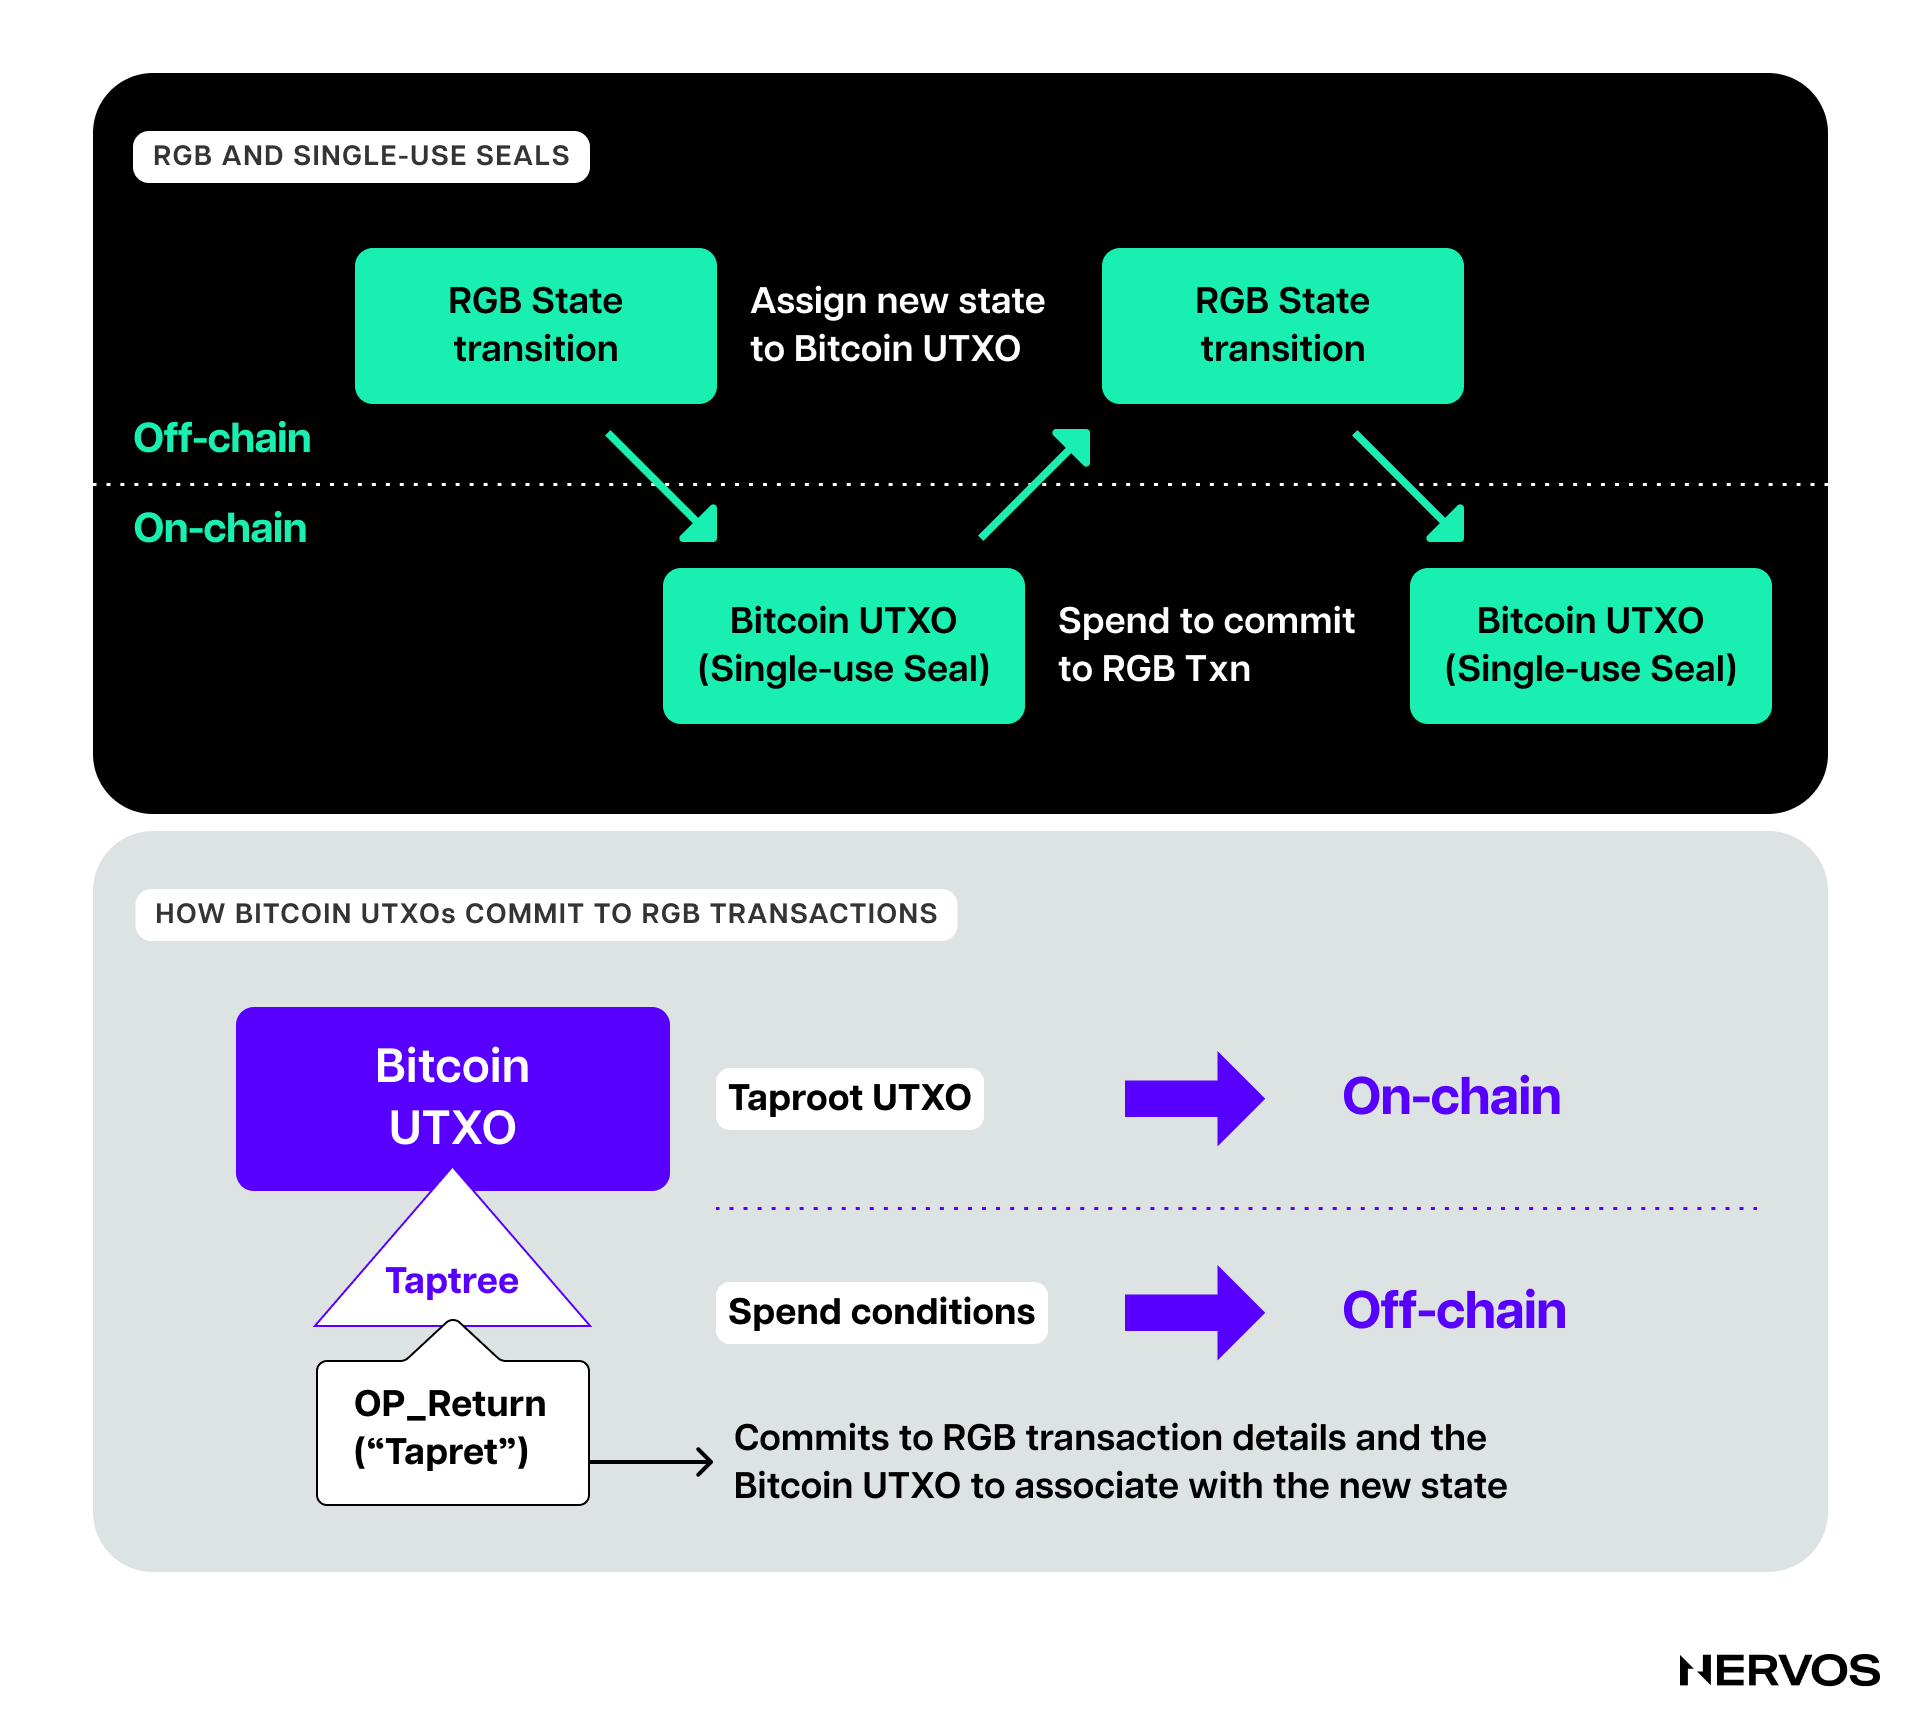 RGB AND SINGLE-USE SEALS
RGB State
transition
Assign new state
to Bitcoin UTXO
RGB State
transition
Off-chain
On-chain
Bitcoin UTXO
(Single-use Seal)
Spend to commit
to RGB Txn
Bitcoin UTXO
(Single-use Seal)
HOW BITCOIN UTXOs COMMIT TO RGB TRANSACTIONS
Bitcoin
UTXO
Taproot UTXO
On-chain
Taptree
Spend conditions
Off-chain
OP_Return
(“Tapret”)
Commits to RGB transaction details and the
Bitcoin UTXO to associate with the new state
NERVOS